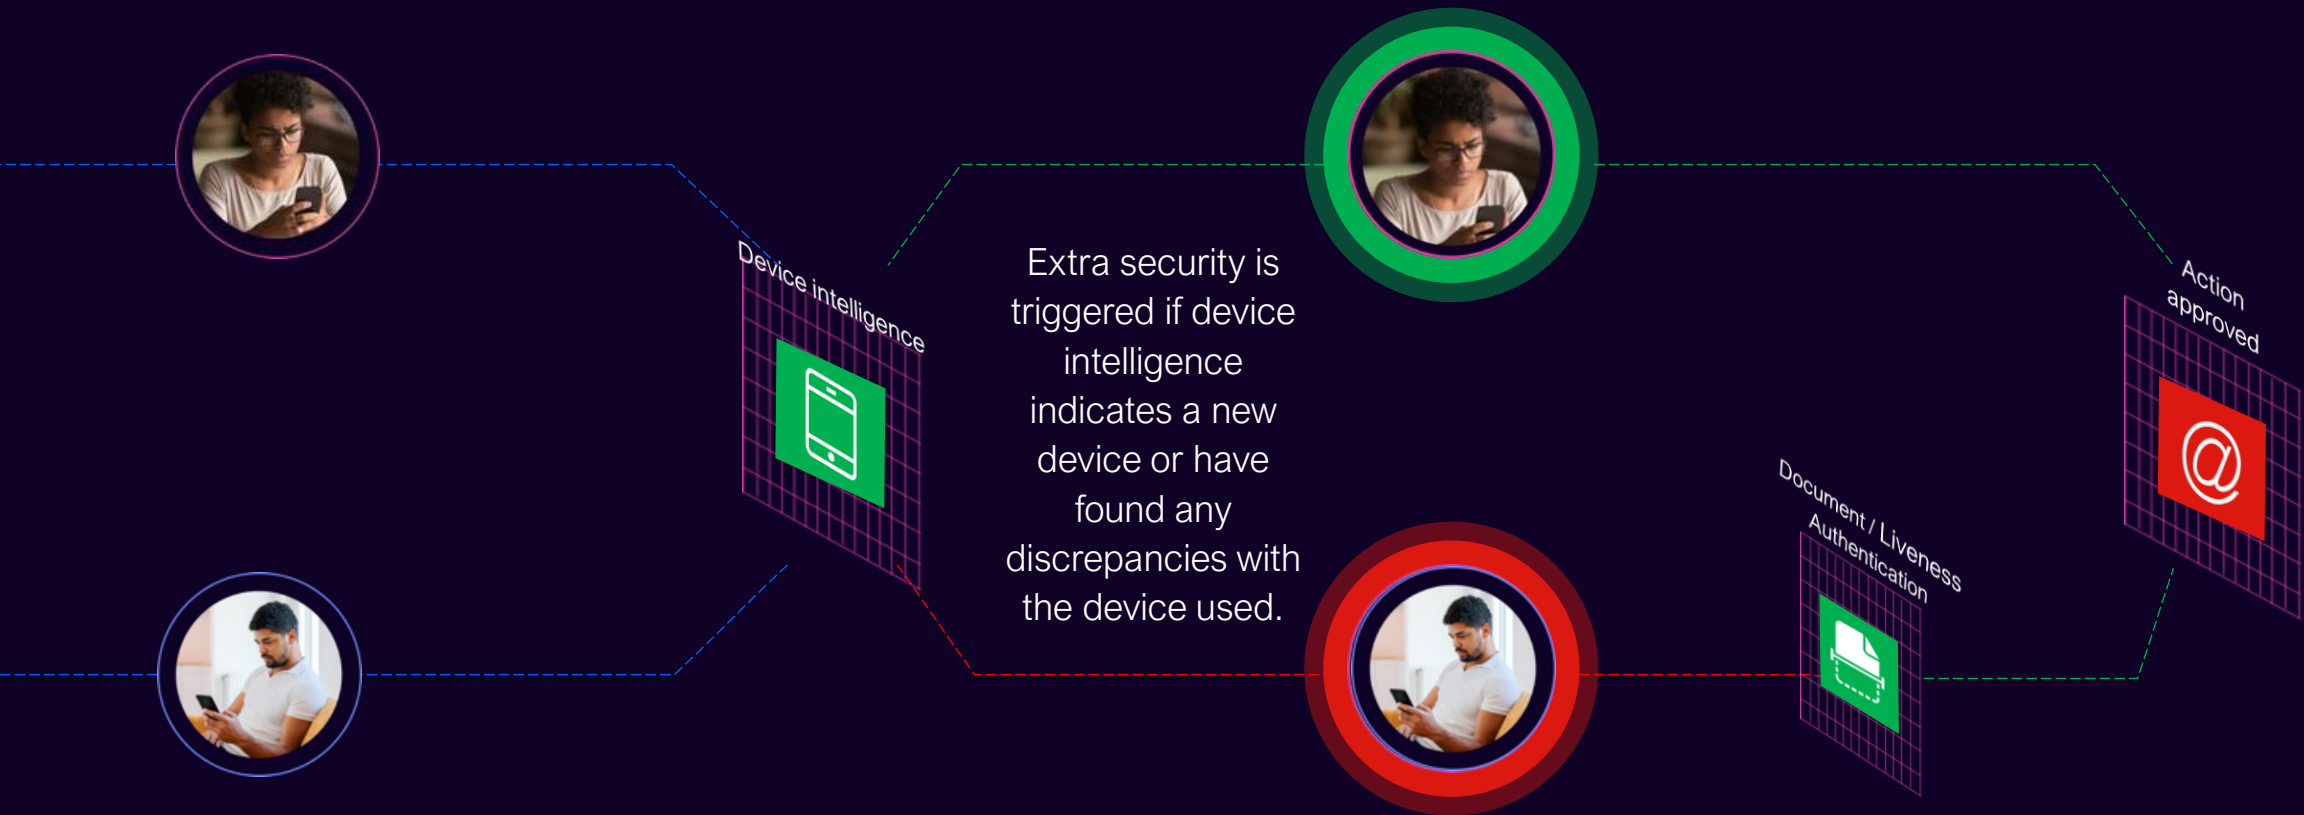 Device intelligence
Extra security is
triggered if device
intelligence
indicates a new
device or have
found any
discrepancies with
the device used.
Document / Liveness
Authentication
Action
approved
@